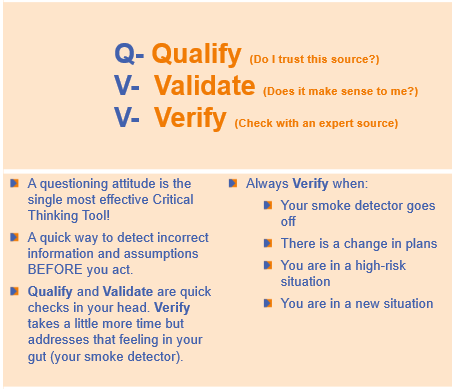 Q- Qualify (Do I trust this source?)
V- Validate (Does it make sense to me?)
V- Verify (Check with an expert source)
A questioning attitude is the
single most effective Critical
Thinking Tool!
A quick way to detect incorrect
information and assumptions
BEFORE you act.
Qualify and Validate are quick
checks in your head. Verify
takes a little more time but
addresses that feeling in your
gut (your smoke detector).
Always Verify when:
Your smoke detector goes
off
There is a change in plans
You are in a high-risk
situation
You are in a new situation